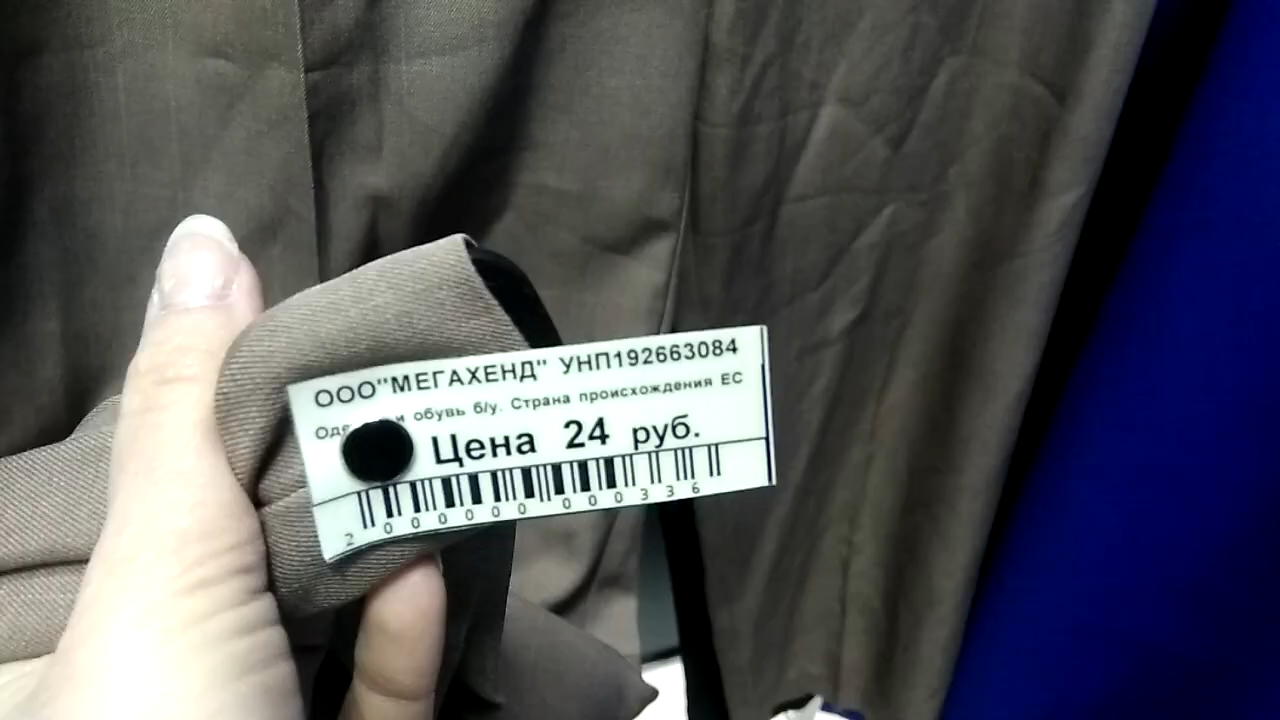 ООО"МЕГАХЕНД" УНП192663084
и обувь б/у. Страна происхождения ЕС
Цена 24 руб.
2 000000 000336